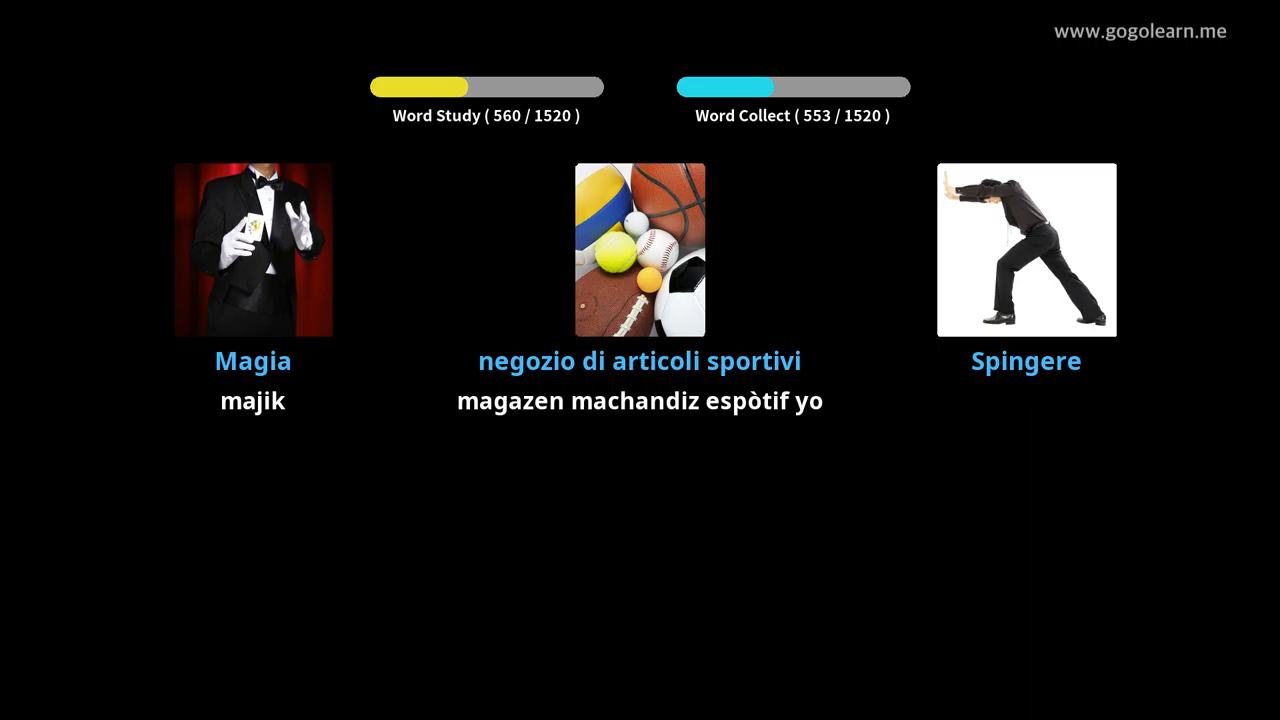 www.gogolearn.me
Word Study ( 560 / 1520 )
Word Collect ( 553 / 1520 )
Magia
negozio di articoli sportivi
Spingere
majik
magazen machandiz espòtif yo